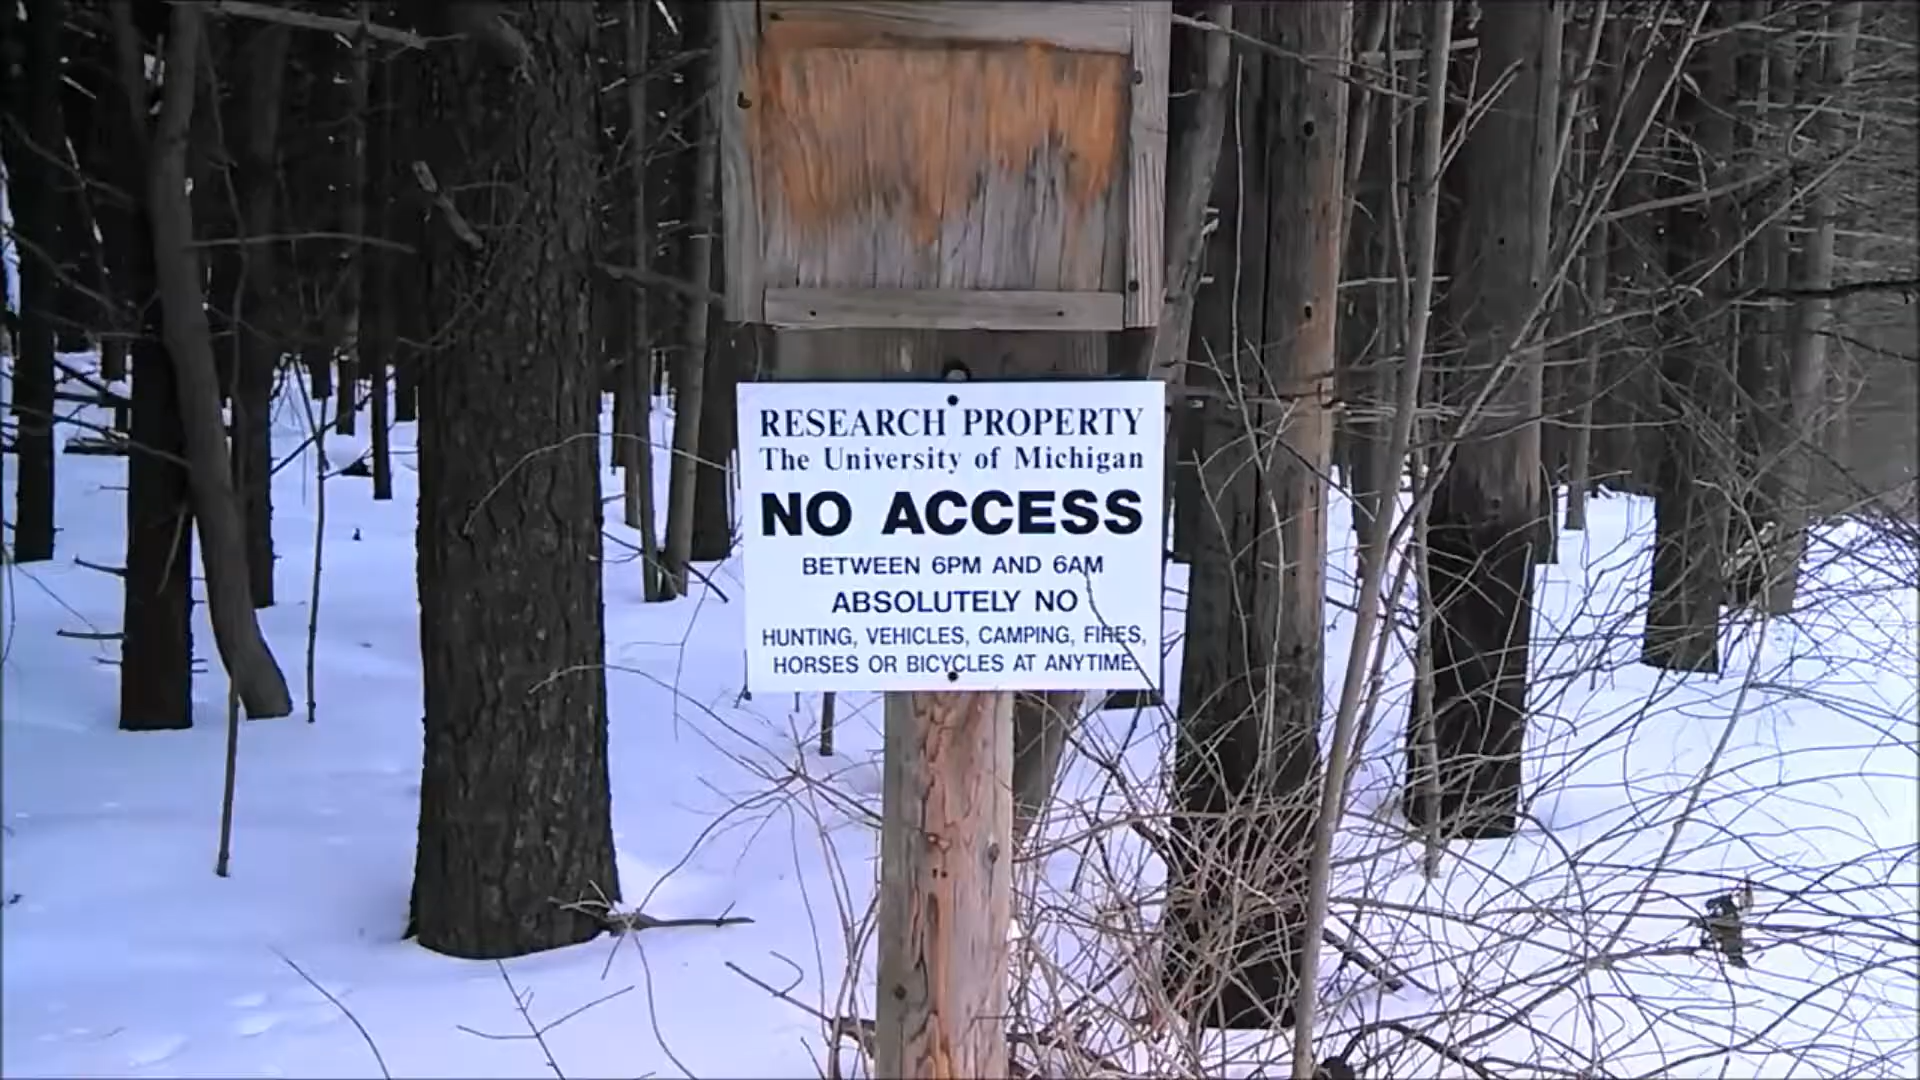 RESEARCH PROPERTY
The University of Michigan
NO ACCESS
BETWEEN 6PM AND 6AM
ABSOLUTELY NO
HUNTING, VEHICLES, CAMPING, FIRES,
HORSES OR BICYCLES AT ANYTIME.